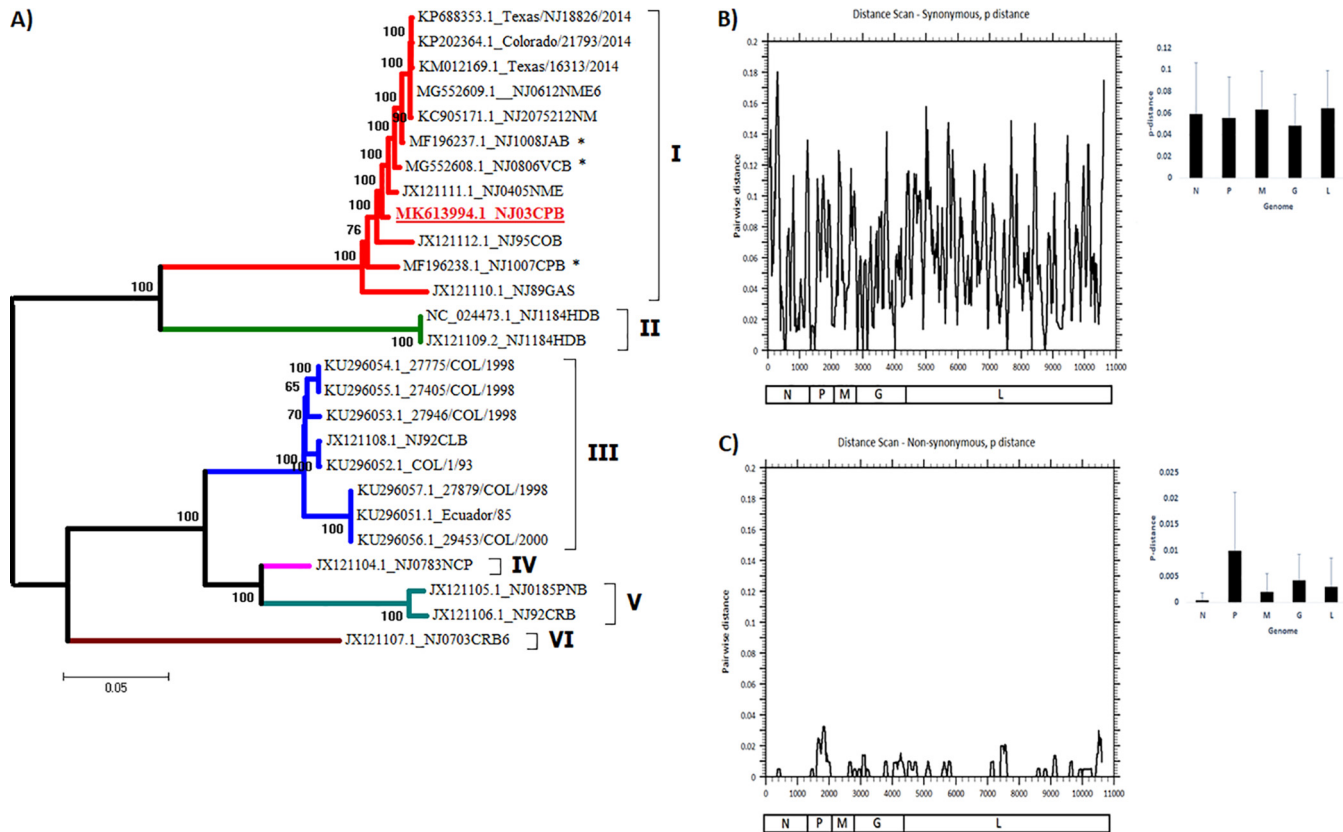 A)
100
KP688353.1_Texas/NJ18826/2014
100
KP202364.1_Colorado/21793/2014
100
KM012169.1_Texas/16313/2014
100
MG552609.1__NJ0612NME6
100
90
KC905171.1_NJ2075212NM
100
MF196237.1_NJ1008JAB *
100
MG552608.1_NJ0806VCB *
100
JX121111.1_NJ0405NME
100
MK613994.1_NJ03CPB
76
JX121112.1_NJ95COB
100
MF196238.1_NJ1007CPB *
JX121110.1_NJ89GAS
I
100
NC_024473.1_NJ1184HDB
100
JX121109.2_NJ1184HDB
II
100
KU296054.1_27775/COL/1998
65
KU296055.1_27405/COL/1998
70
KU296053.1_27946/COL/1998
JX121108.1_NJ92CLB
100
100
KU296052.1_COL/1/93
KU296057.1_27879/COL/1998
KU296051.1_Ecuador/85
100
KU296056.1_29453/COL/2000
III
100
JX121104.1_NJ0783NCP
IV
100
JX121105.1_NJ0185PNB
100
JX121106.1_NJ92CRB
V
JX121107.1_NJ0703CRB6
VI
0.05
B)
Distance Scan - Synonymous, p distance
Pairwise distance
0.2
0.18
0.16
0.14
0.12
0.1
0.08
0.06
0.04
0.02
0
0 1000 2000 3000 4000 5000 6000 7000 8000 9000 10000 11000
N P M G L
p-distance
0.12
0.1
0.08
0.06
0.04
0.02
0
N P M G L
Genome
C)
Distance Scan - Non-synonymous, p distance
Pairwise distance
0.2
0.18
0.16
0.14
0.12
0.1
0.08
0.06
0.04
0.02
0
0 1000 2000 3000 4000 5000 6000 7000 8000 9000 10000 11000
N P M G L
P-distance
0.025
0.02
0.015
0.01
0.005
0
N P M G L
Genome